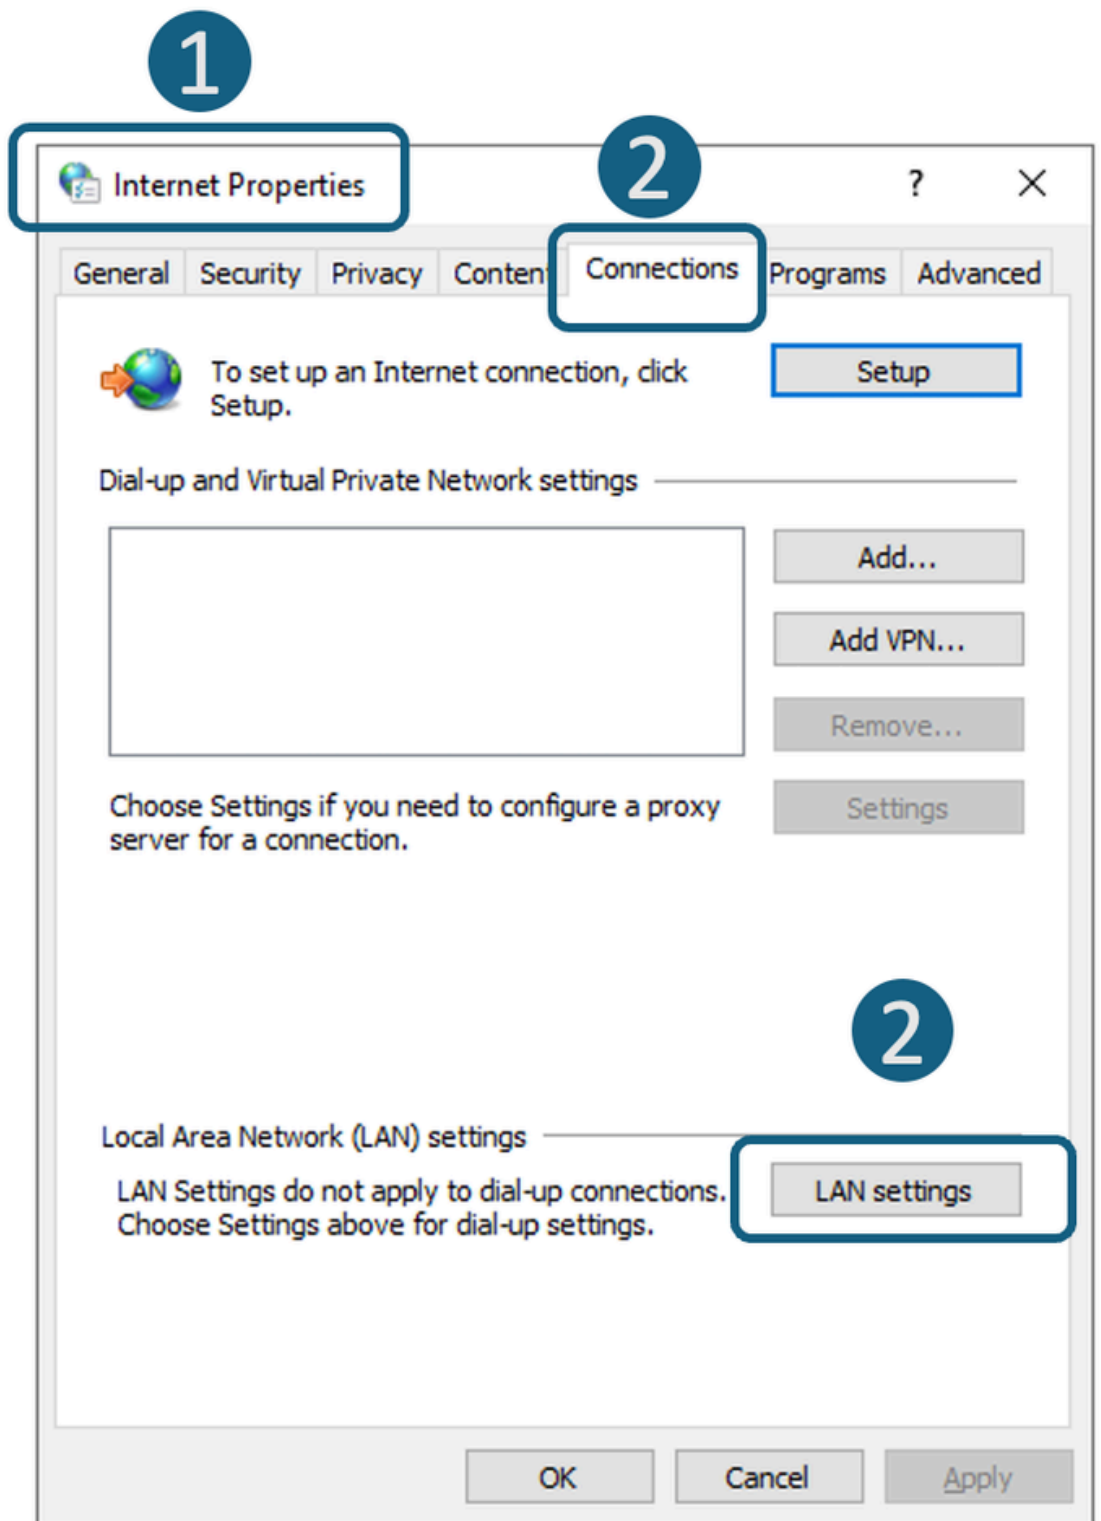 1
Internet Properties
2
?
General Security Privacy Conten Connections Programs Advanced
To set up an Internet connection, click
Setup.
Setup
Dial-up and Virtual Private Network settings
Add...
Add VPN...
Remove...
Choose Settings if you need to configure a proxy
server for a connection.
Settings
2
Local Area Network (LAN) settings
LAN Settings do not apply to dial-up connections.
Choose Settings above for dial-up settings.
LAN settings
OK Cancel Apply